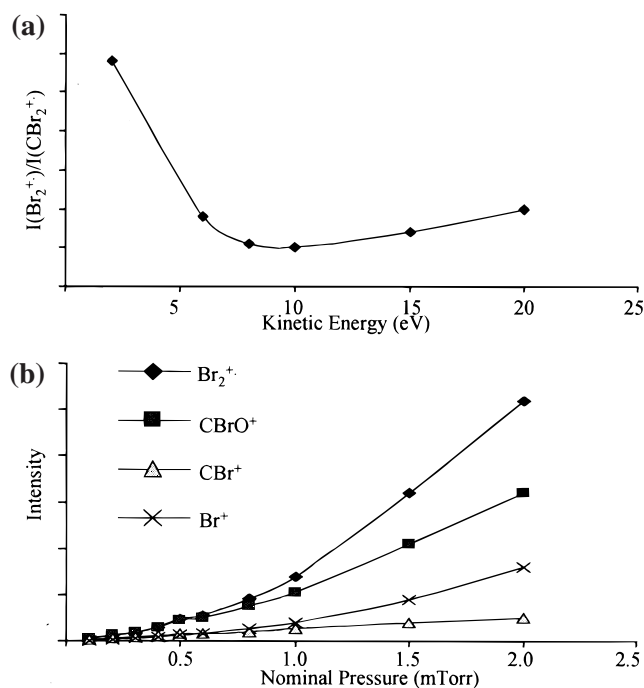 (a)
I(Br₂⁺·)/I(CBr₂⁺·)
5 10 15 20 25
Kinetic Energy (eV)
(b)
Br₂⁺·
CBrO⁺
CBr⁺
Br⁺
Intensity
0.5 1.0 1.5 2.0 2.5
Nominal Pressure (mTorr)